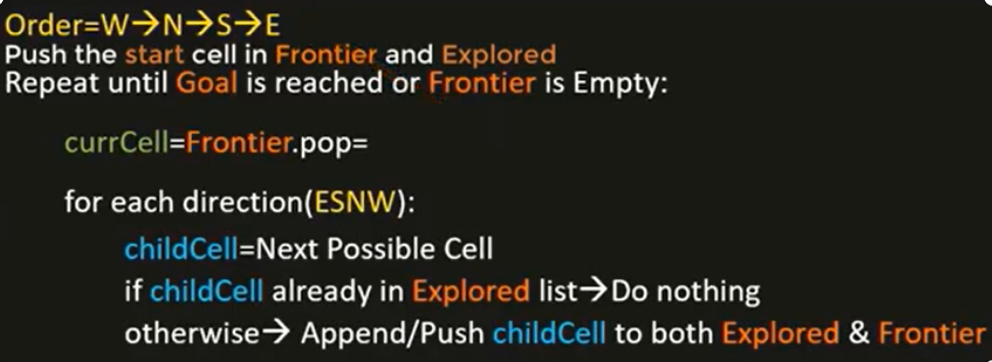 Order=W→N→S→E
Push the start cell in Frontier and Explored
Repeat until Goal is reached or Frontier is Empty:
currCell=Frontier.pop=
for each direction(ESNW):
childCell=Next Possible Cell
if childCell already in Explored list→Do nothing
otherwise→ Append/Push childCell to both Explored & Frontier